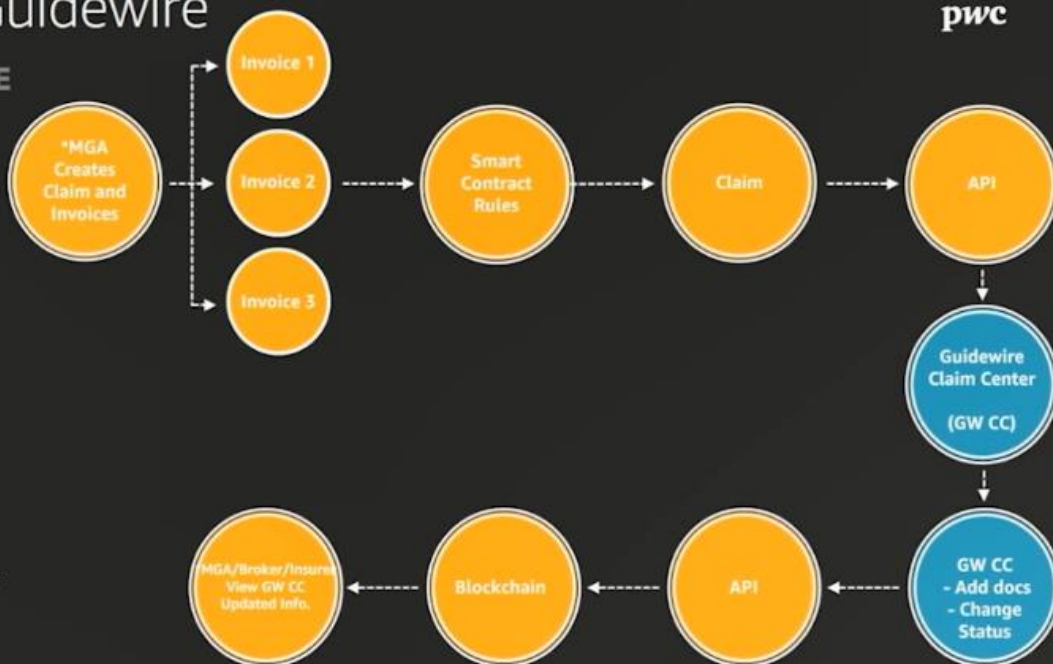 Guidewire
pwc
E
*MGA
Creates
Claim and
Invoices
Invoice 1
Invoice 2
Invoice 3
Smart
Contract
Rules
Claim
API
Guidewire
Claim Center
(GW CC)
*MGA/Broker/Insurer
View GW CC
Updated Info.
Blockchain
API
GW CC
- Add docs
- Change
Status